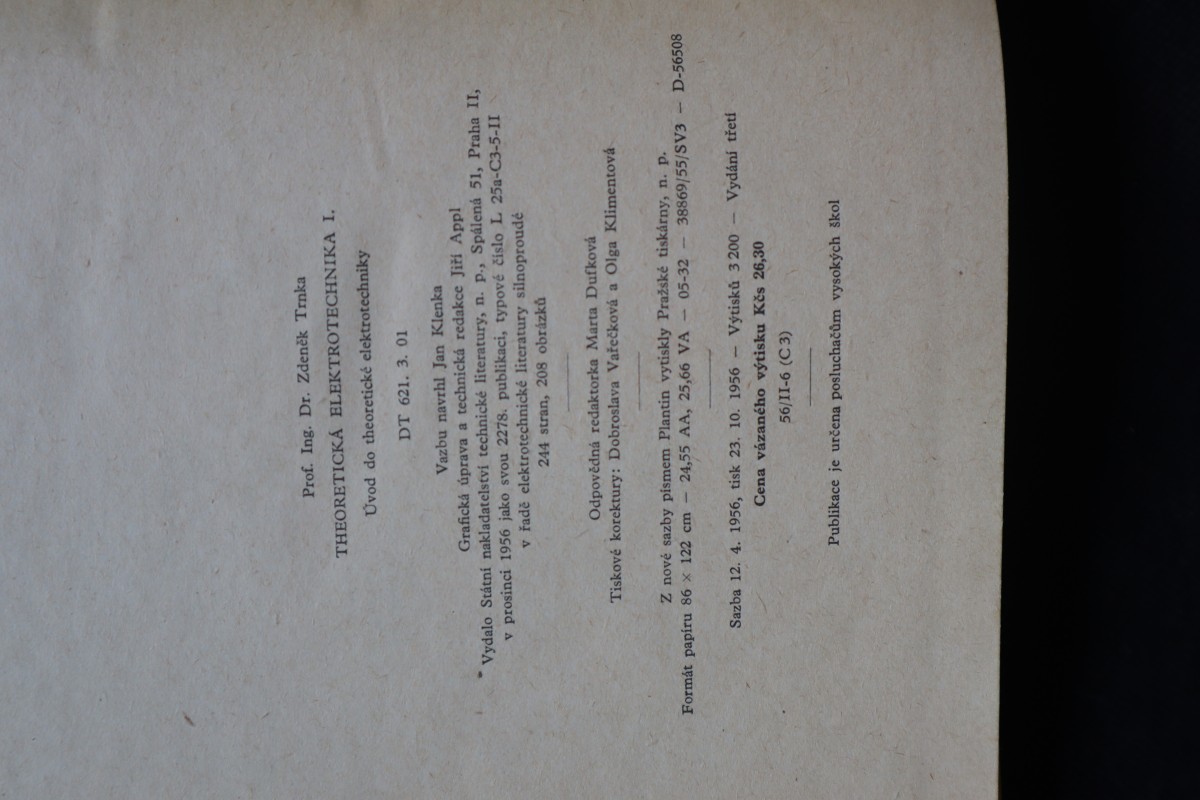 Prof. Ing. Dr. Zdeněk Trnka
THEORETICKÁ ELEKTROTECHNIKA I.
Úvod do theoretické elektrotechniky
DT 621. 3. 01
Vazbu navrhl Jan Klenka
Grafická úprava a technická redakce Jiří Appl
Vydalo Státní nakladatelství technické literatury, n. p., Spálená 51, Praha II,
v prosinci 1956 jako svou 2278. publikaci, typové číslo L 25a-C3-5-II
v řadě elektrotechnické literatury silnoproudé
244 stran, 208 obrázků
Odpovědná redaktorka Marta Dufková
Tiskové korektury: Dobroslava Vařečková a Olga Klimentová
Z nové sazby písmem Plantin vytiskly Pražské tiskárny, n. p.
Formát papíru 86 × 122 cm — 24,55 AA, 25,66 VA — 05-32 — 38869/55/SV3 — D-56508
Sazba 12. 4. 1956, tisk 23. 10. 1956 — Výtisků 3 200 — Vydání třetí
Cena vázaného výtisku Kčs 26,30
56/II-6 (C 3)
Publikace je určena posluchačům vysokých škol